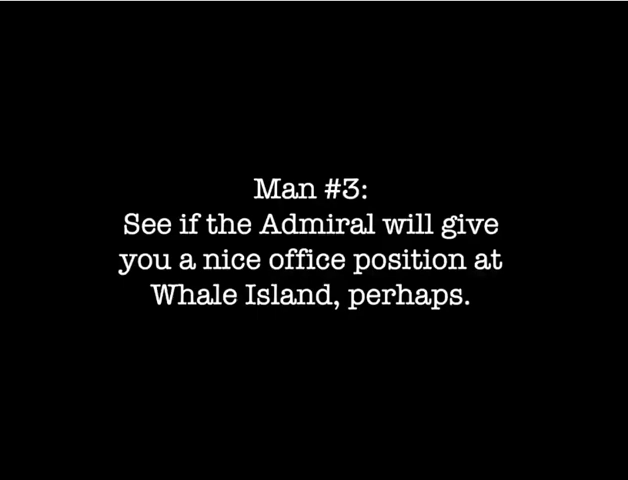 Man #3:
See if the Admiral will give
you a nice office position at
Whale Island, perhaps.